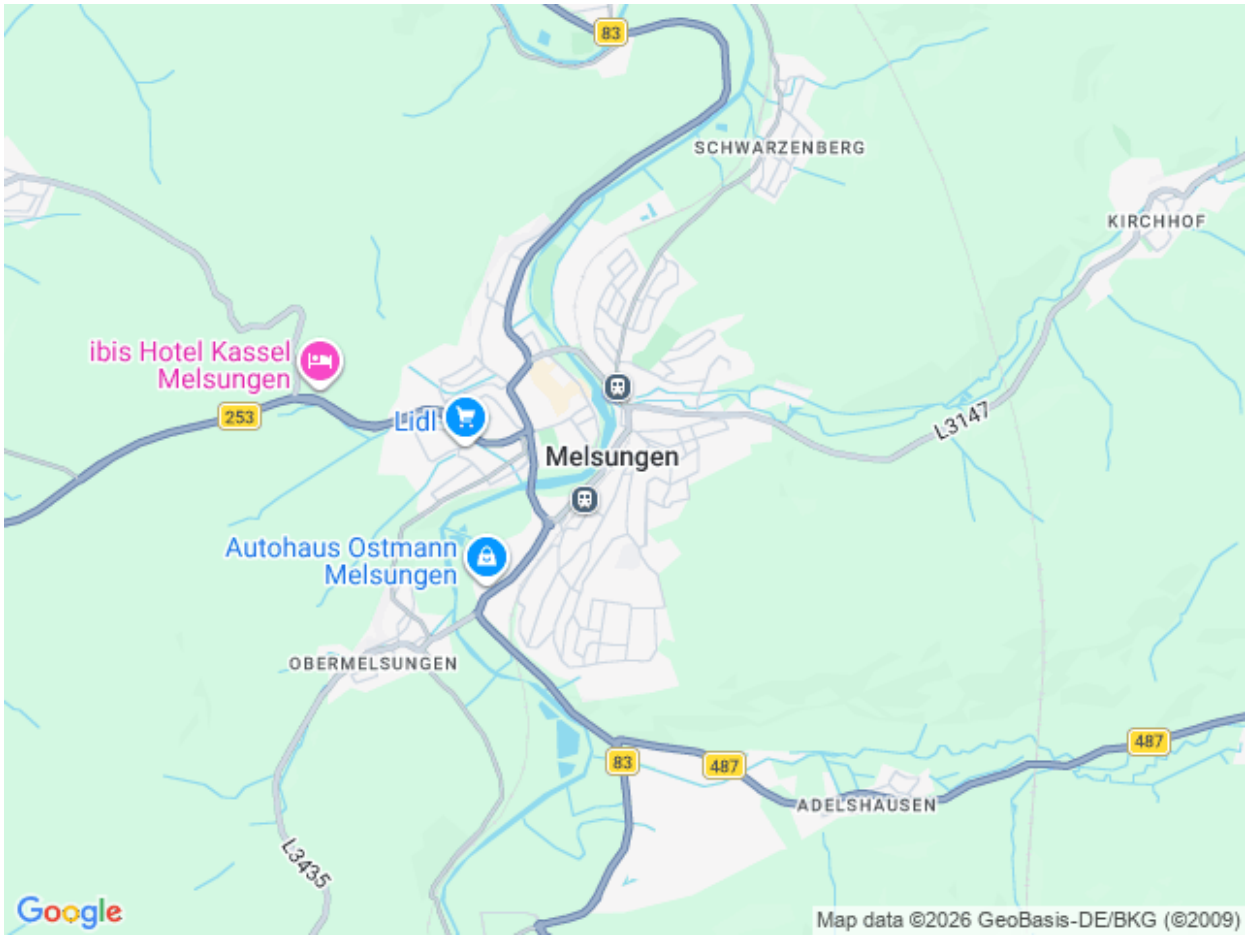 83
SCHWARZENBERG
KIRCHHOF
ibis Hotel Kassel
Melsungen
253
Lidl
L3147
Melsungen
Autohaus Ostmann
Melsungen
OBERMELSUNGEN
487
83
487
ADELSHAUSEN
L3435
Google
Map data ©2026 GeoBasis-DE/BKG (©2009)